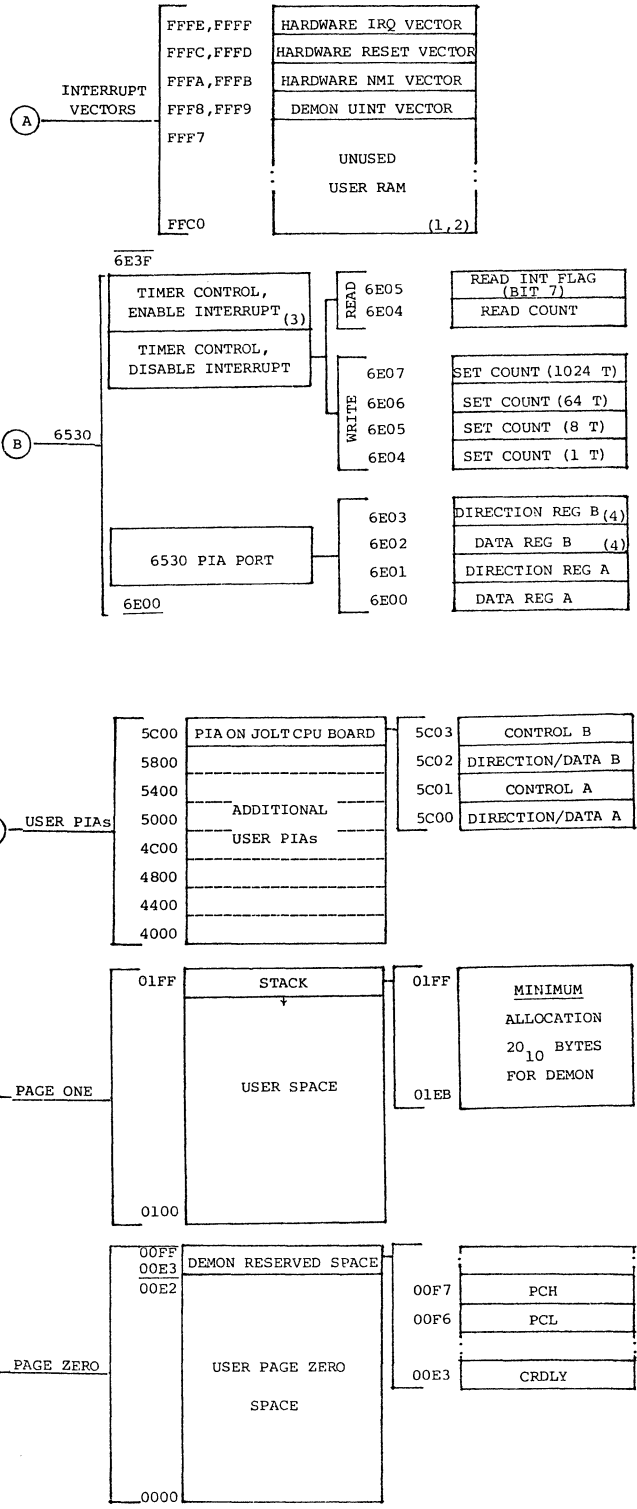 FFFE,FFFF HARDWARE IRQ VECTOR
FFFC,FFFD HARDWARE RESET VECTOR
INTERRUPT VECTORS
FFFA,FFFB HARDWARE NMI VECTOR
FFF8,FFF9 DEMON UINT VECTOR
A
FFF7
UNUSED
USER RAM
FFC0 (1,2)
6E3F
TIMER CONTROL,
ENABLE INTERRUPT (3)
TIMER CONTROL,
DISABLE INTERRUPT
READ
6E05 READ INT FLAG
(BIT 7)
6E04 READ COUNT
WRITE
6E07 SET COUNT (1024 T)
6E06 SET COUNT (64 T)
6E05 SET COUNT (8 T)
6E04 SET COUNT (1 T)
B 6530
6530 PIA PORT
6E03 DIRECTION REG B (4)
6E02 DATA REG B (4)
6E01 DIRECTION REG A
6E00 DATA REG A
6E00
USER PIAs
5C00 PIA ON JOLT CPU BOARD
5800
5400
5000 ADDITIONAL
4C00 USER PIAs
4800
4400
4000
5C03 CONTROL B
5C02 DIRECTION/DATA B
5C01 CONTROL A
5C00 DIRECTION/DATA A
PAGE ONE
01FF STACK
USER SPACE
0100
01FF MINIMUM
ALLOCATION
20₁₀ BYTES
FOR DEMON
01EB
PAGE ZERO
00FF
00E3 DEMON RESERVED SPACE
00E2
USER PAGE ZERO
SPACE
0000
00F7 PCH
00F6 PCL
00E3 CRDLY